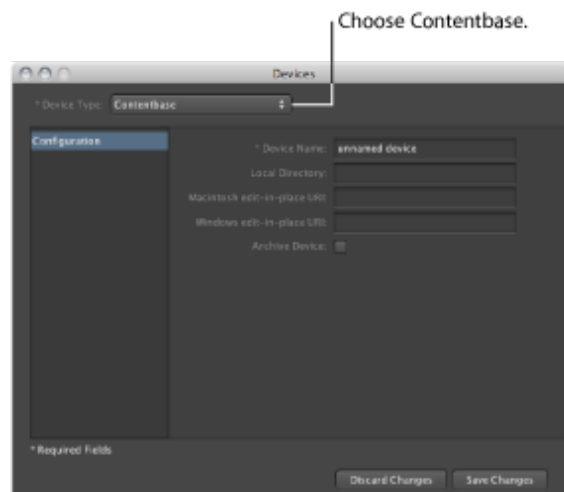 Choose Contentbase.
Devices
* Device Type: Contentbase
Configuration
* Device Name: unnamed device
Local Directory:
Macintosh edit-in-place URI:
Windows edit-in-place URI:
Archive Device:
* Required Fields
Discard Changes Save Changes